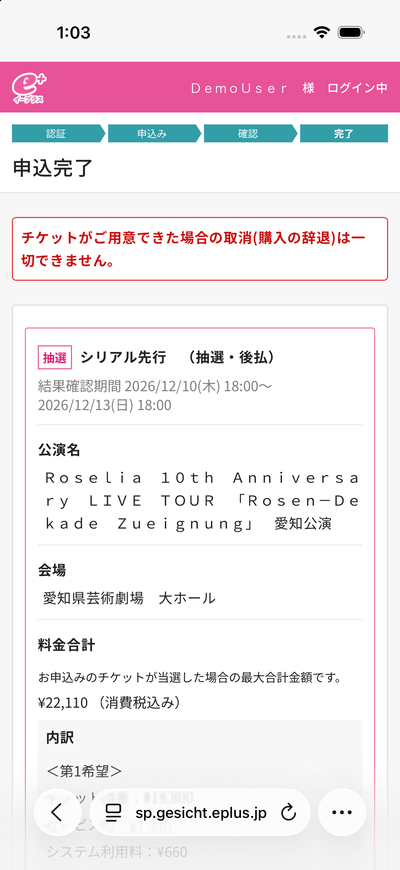 1:03
e+
イープラス
ＤｅｍｏＵｓｅｒ　様　ログイン中
認証
申込み
確認
完了
申込完了
チケットがご用意できた場合の取消(購入の辞退)は一
切できません。
抽選 シリアル先行　（抽選・後払）
結果確認期間 2026/12/10(木) 18:00～
2026/12/13(日) 18:00
公演名
Ｒｏｓｅｌｉａ　１０ｔｈ　Ａｎｎｉｖｅｒｓａ
ｒｙ　ＬＩＶＥ　ＴＯＵＲ　「Ｒｏｓｅｎ－Ｄｅ
ｋａｄｅ　Ｚｕｅｉｇｎｕｎｇ」　愛知公演
会場
愛知県芸術劇場　大ホール
料金合計
お申込みのチケットが当選した場合の最大合計金額です。
¥22,110 （消費税込み）
内訳
＜第1希望＞
sp.gesicht.eplus.jp
システム利用料：¥660